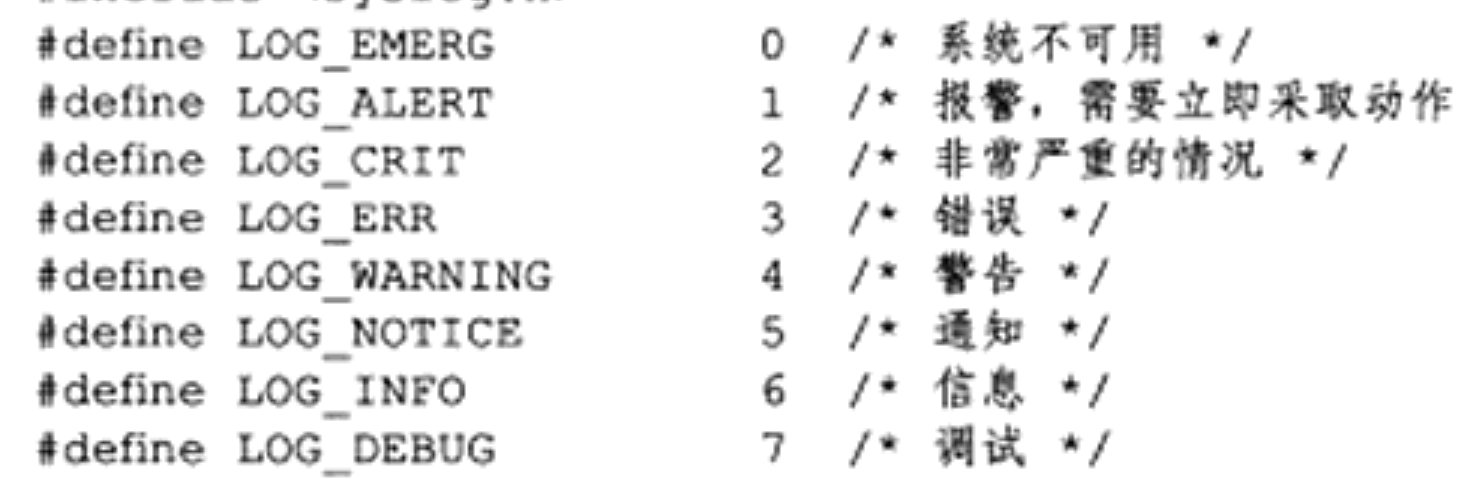 #define LOG_EMERG 0 /* 系统不可用 */
#define LOG_ALERT 1 /* 报警，需要立即采取动作
#define LOG_CRIT 2 /* 非常严重的情况 */
#define LOG_ERR 3 /* 错误 */
#define LOG_WARNING 4 /* 警告 */
#define LOG_NOTICE 5 /* 通知 */
#define LOG_INFO 6 /* 信息 */
#define LOG_DEBUG 7 /* 调试 */